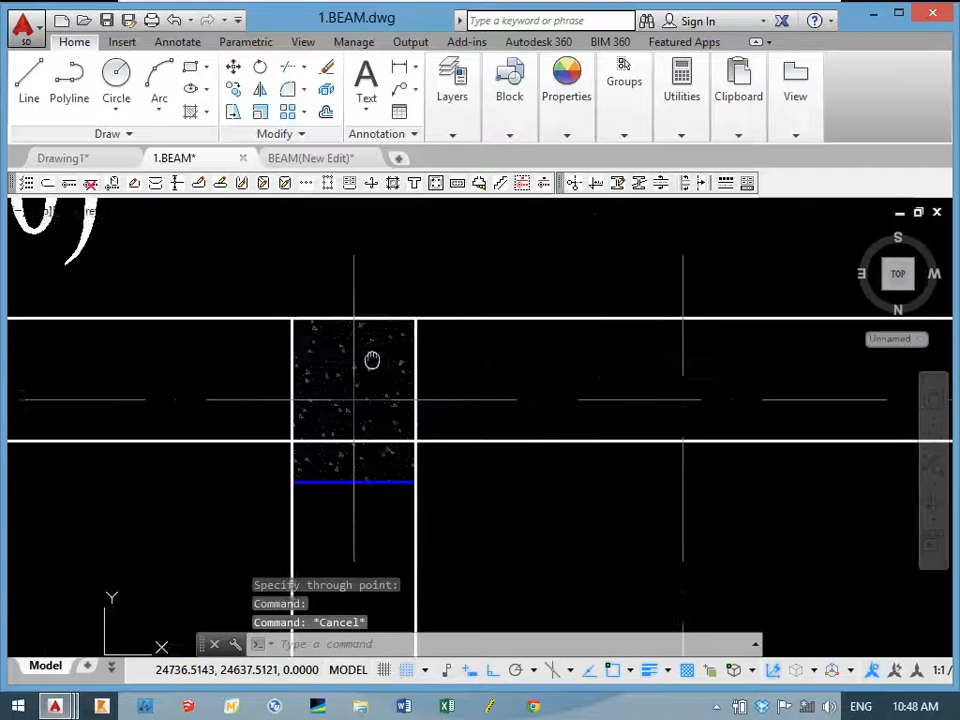 1.BEAM.dwg
Type a keyword or phrase
Sign In
SD
Home Insert Annotate Parametric View Manage Output Add-ins Autodesk 360 BIM 360 Featured Apps
Line Polyline Circle Arc Text Layers Block Properties Groups Utilities Clipboard View
Draw Modify Annotation
Drawing1* 1.BEAM* BEAM(New Edit)*
S
E TOP W
N
Unnamed
Specify through point:
Command:
Command: *Cancel*
Type a command
Y
X
Model 24736.5143, 24637.5121, 0.0000 MODEL 1:1
ENG 10:48 AM